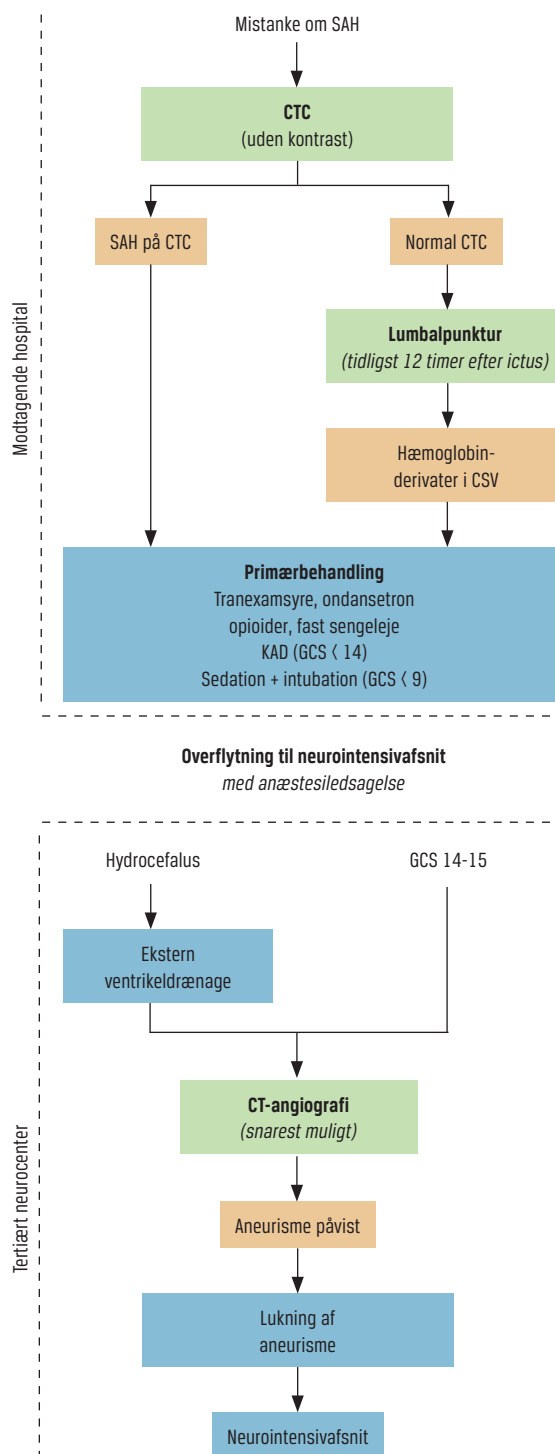 Mistanke om SAH
CTC
(uden kontrast)
SAH på CTC
Normal CTC
Lumbalpunktur
(tidligst 12 timer efter ictus)
Hæmoglobin-
derivater i CSV
Primærbehandling
Tranexamsyre, ondansetron
opioider, fast sengeleje
KAD (GCS < 14)
Sedation + intubation (GCS < 9)
Modtagende hospital
Overflytning til neurointensivafsnit
med anæstesiledsagelse
Hydrocefalus
GCS 14-15
Ekstern
ventrikeldrænage
CT-angiografi
(snarest muligt)
Aneurisme påvist
Lukning af
aneurisme
Neurointensivafsnit
Tertiært neurocenter